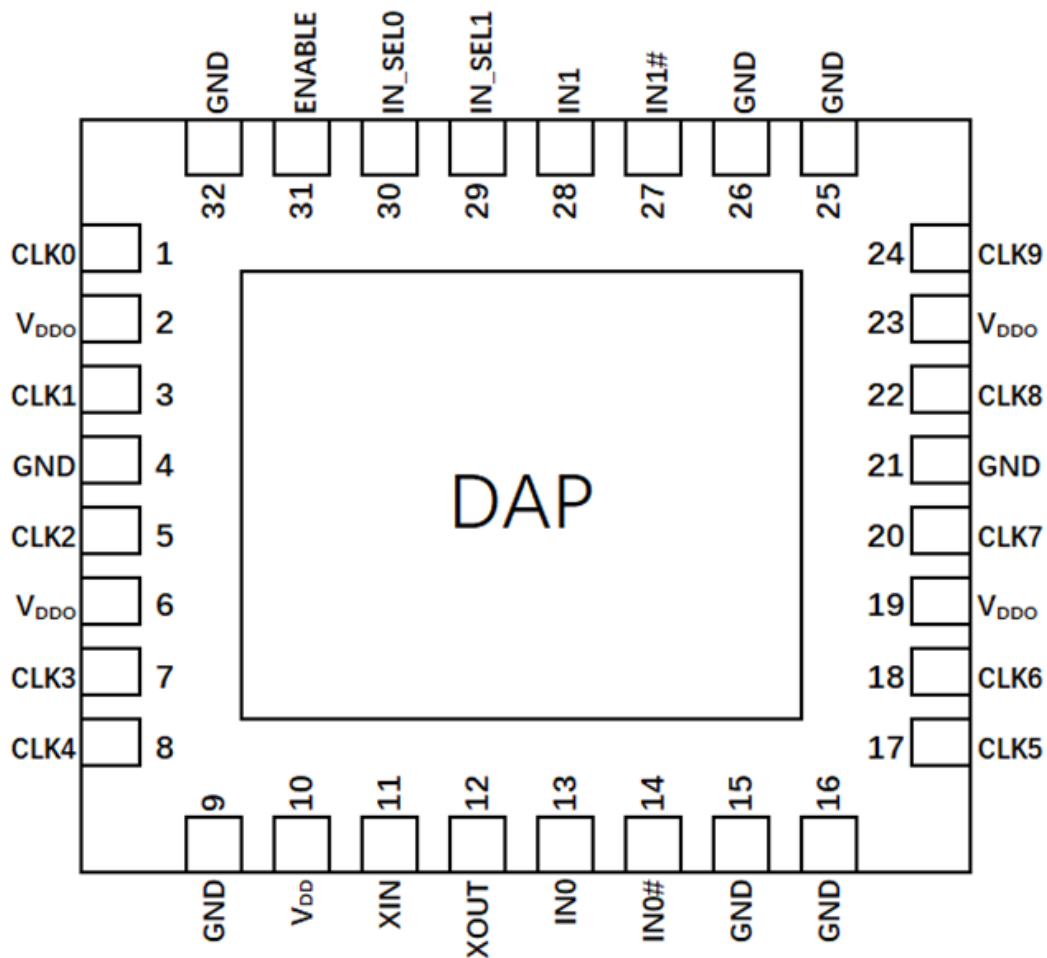 GND ENABLE IN_SEL0 IN_SEL1 IN1 IN1# GND GND
32 31 30 29 28 27 26 25
CLK0 1 24 CLK9
VDDO 2 23 VDDO
CLK1 3 22 CLK8
GND 4 21 GND
CLK2 5 20 CLK7
VDDO 6 19 VDDO
CLK3 7 18 CLK6
CLK4 8 17 CLK5
DAP
9 10 11 12 13 14 15 16
GND VDD XIN XOUT IN0 IN0# GND GND